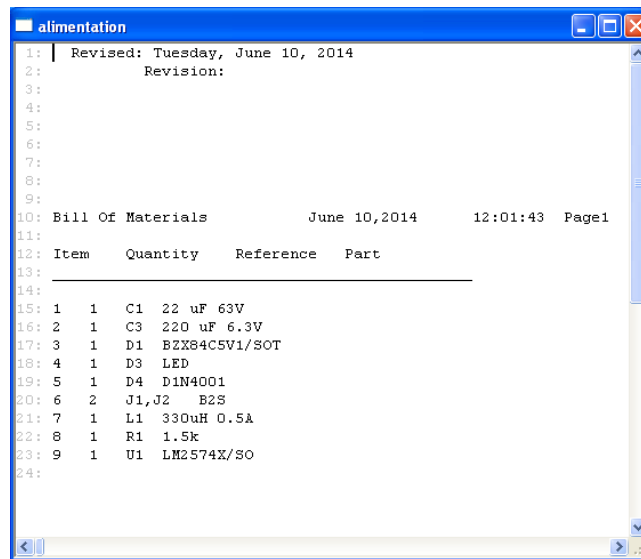 alimentation
1: Revised: Tuesday, June 10, 2014
2: Revision:
3:
4:
5:
6:
7:
8:
9:
10: Bill Of Materials June 10,2014 12:01:43 Page1
11:
12: Item Quantity Reference Part
13: ______________________________________________
14:
15: 1 1 C1 22 uF 63V
16: 2 1 C3 220 uF 6.3V
17: 3 1 D1 BZX84C5V1/SOT
18: 4 1 D3 LED
19: 5 1 D4 D1N4001
20: 6 2 J1,J2 B2S
21: 7 1 L1 330uH 0.5A
22: 8 1 R1 1.5k
23: 9 1 U1 LM2574X/SO
24: